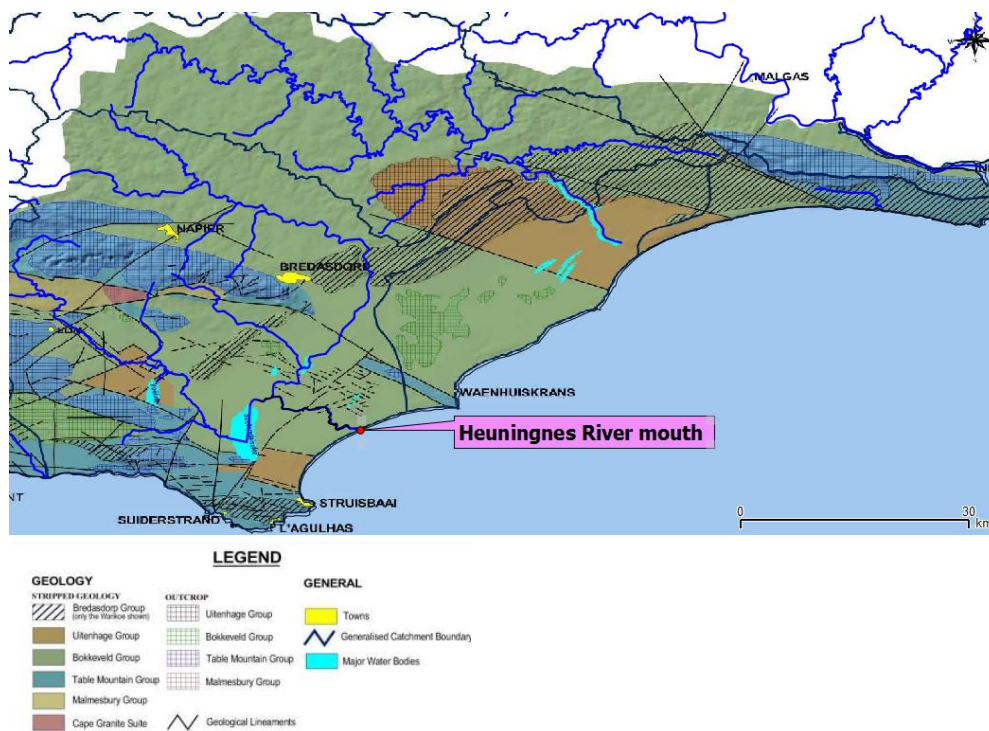 MALGAS
NAPIER
BREDASDORP
WAENHUISKRANS
Heuningnes River mouth
STRUISBAAI
SUIDERSTRAND
L'AGULHAS
NT
0 30
km
LEGEND
GEOLOGY
STRIPPED GEOLOGY
Bredasdorp Group
Uitenhage Group
Bokkeveld Group
Table Mountain Group
Malmesbury Group
Cape Granite Suite
OUTCROP
Uitenhage Group
Bokkeveld Group
Table Mountain Group
Malmesbury Group
Geological Lineaments
GENERAL
Towns
Generalised Catchment Boundary
Major Water Bodies